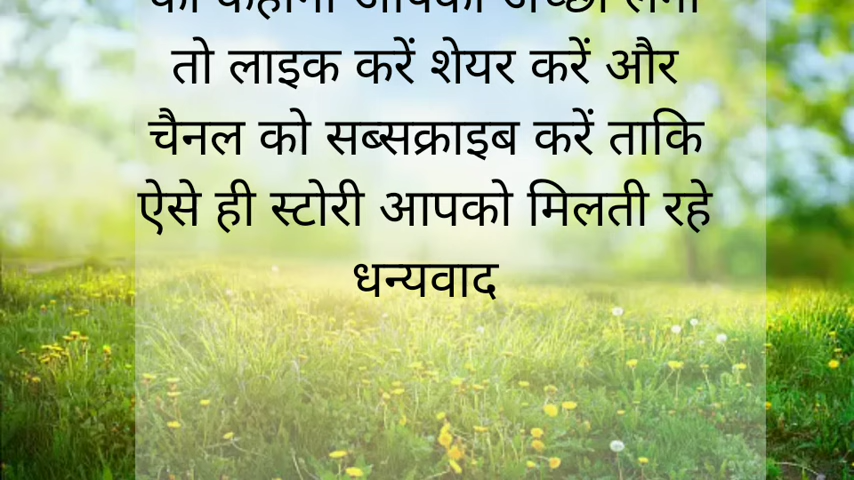 तो लाइक करें शेयर करें और
चैनल को सब्सक्राइब करें ताकि
ऐसे ही स्टोरी आपको मिलती रहे
धन्यवाद